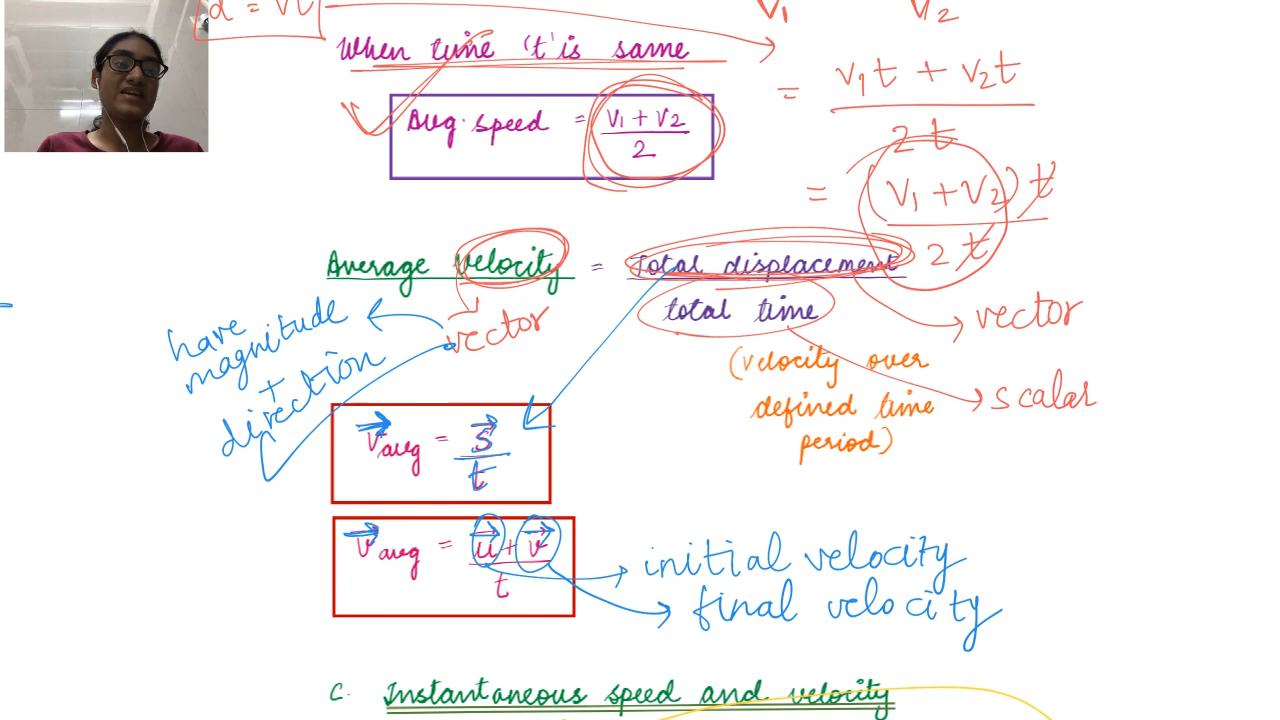 d = vt
V₁ V₂
When time 't' is same
= V₁t + V₂t
2t
Avg. speed = V₁ + V₂
2
= (V₁ + V₂) t
2 t
Average velocity = Total displacement
total time
vector
have
magnitude
+
direction
vector
scalar
(velocity over
defined time
period)
v⃗avg = s⃗
t
v⃗avg = u⃗ + v⃗
t
initial velocity
final velocity
C. Instantaneous speed and velocity